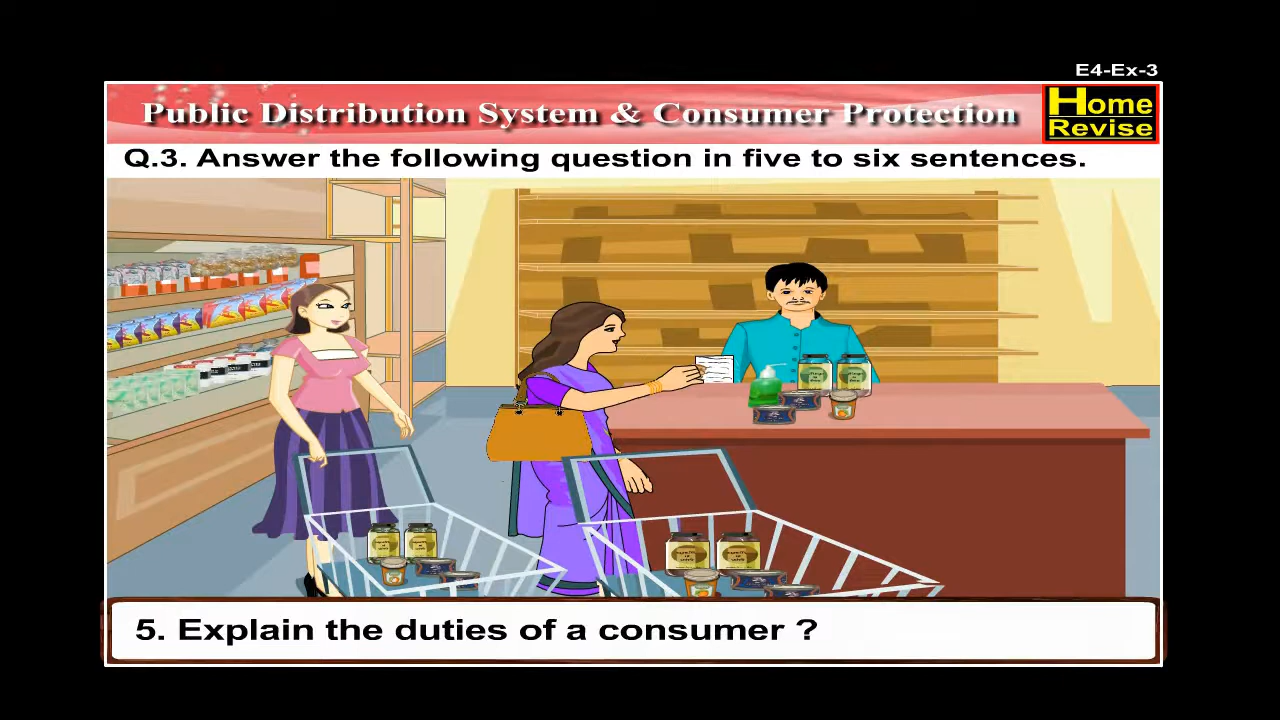 E4-Ex-3
Public Distribution System & Consumer Protection
Home
Revise
Q.3. Answer the following question in five to six sentences.
5. Explain the duties of a consumer ?